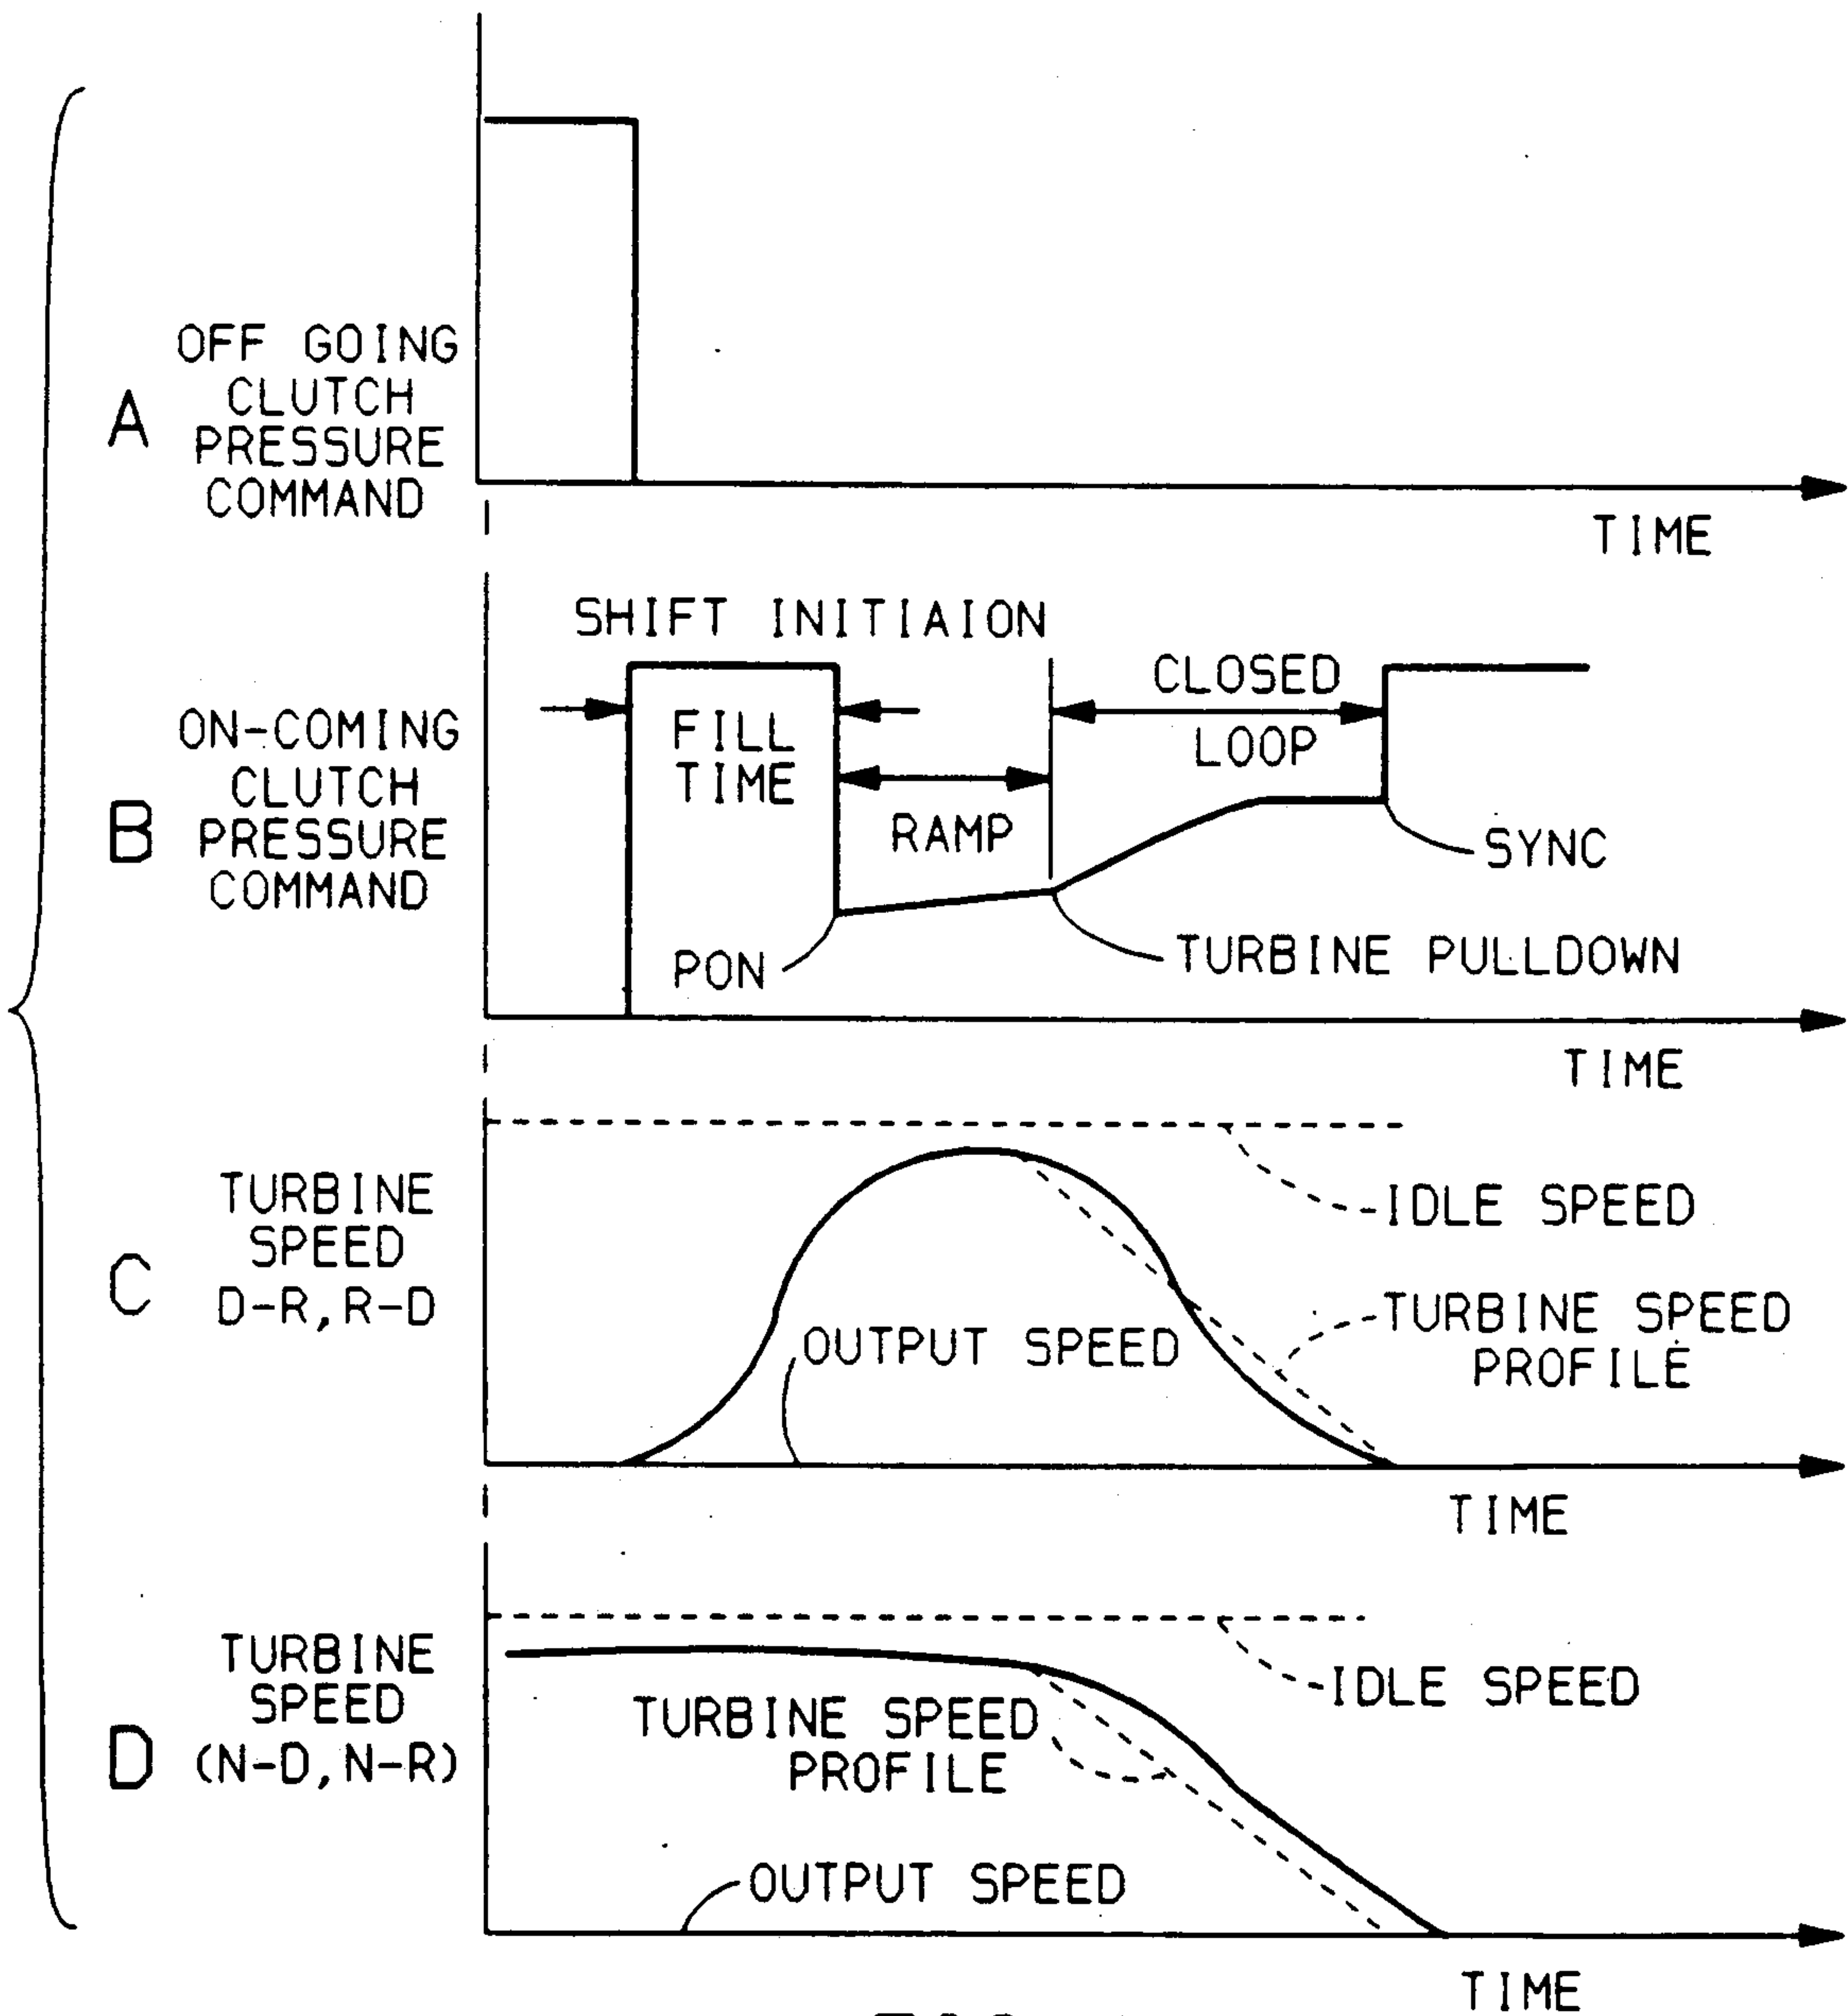 A
OFF GOING
CLUTCH
PRESSURE
COMMAND
TIME
B
ON-COMING
CLUTCH
PRESSURE
COMMAND
SHIFT INITIAION
FILL
TIME
RAMP
CLOSED
LOOP
SYNC
PON
TURBINE PULLDOWN
TIME
C
TURBINE
SPEED
D-R, R-D
IDLE SPEED
TURBINE SPEED
PROFILE
OUTPUT SPEED
TIME
D
TURBINE
SPEED
(N-D, N-R)
IDLE SPEED
TURBINE SPEED
PROFILE
OUTPUT SPEED
TIME